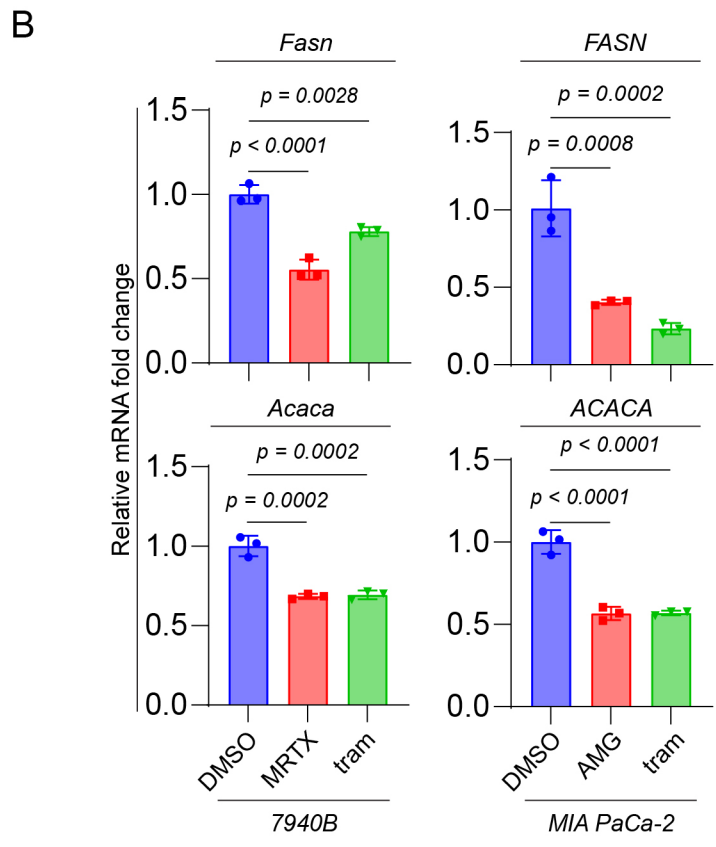 B
Fasn
FASN
p = 0.0028
p < 0.0001
p = 0.0002
p = 0.0008
1.5
1.0
0.5
0.0
1.5
1.0
0.5
0.0
Relative mRNA fold change
Acaca
ACACA
p = 0.0002
p = 0.0002
p < 0.0001
p < 0.0001
1.5
1.0
0.5
0.0
1.5
1.0
0.5
0.0
DMSO
MRTX
tram
DMSO
AMG
tram
7940B
MIA PaCa-2